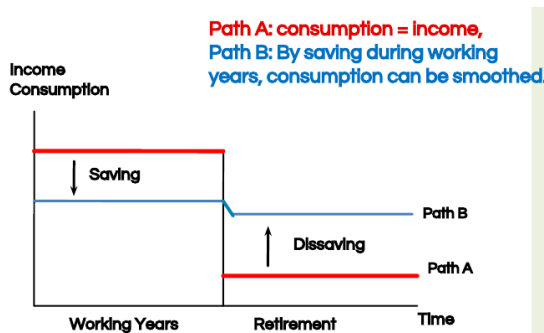 Path A: consumption = income,
Path B: By saving during working
years, consumption can be smoothed.
Income
Consumption
Saving
Path B
Dissaving
Path A
Working Years
Retirement
Time